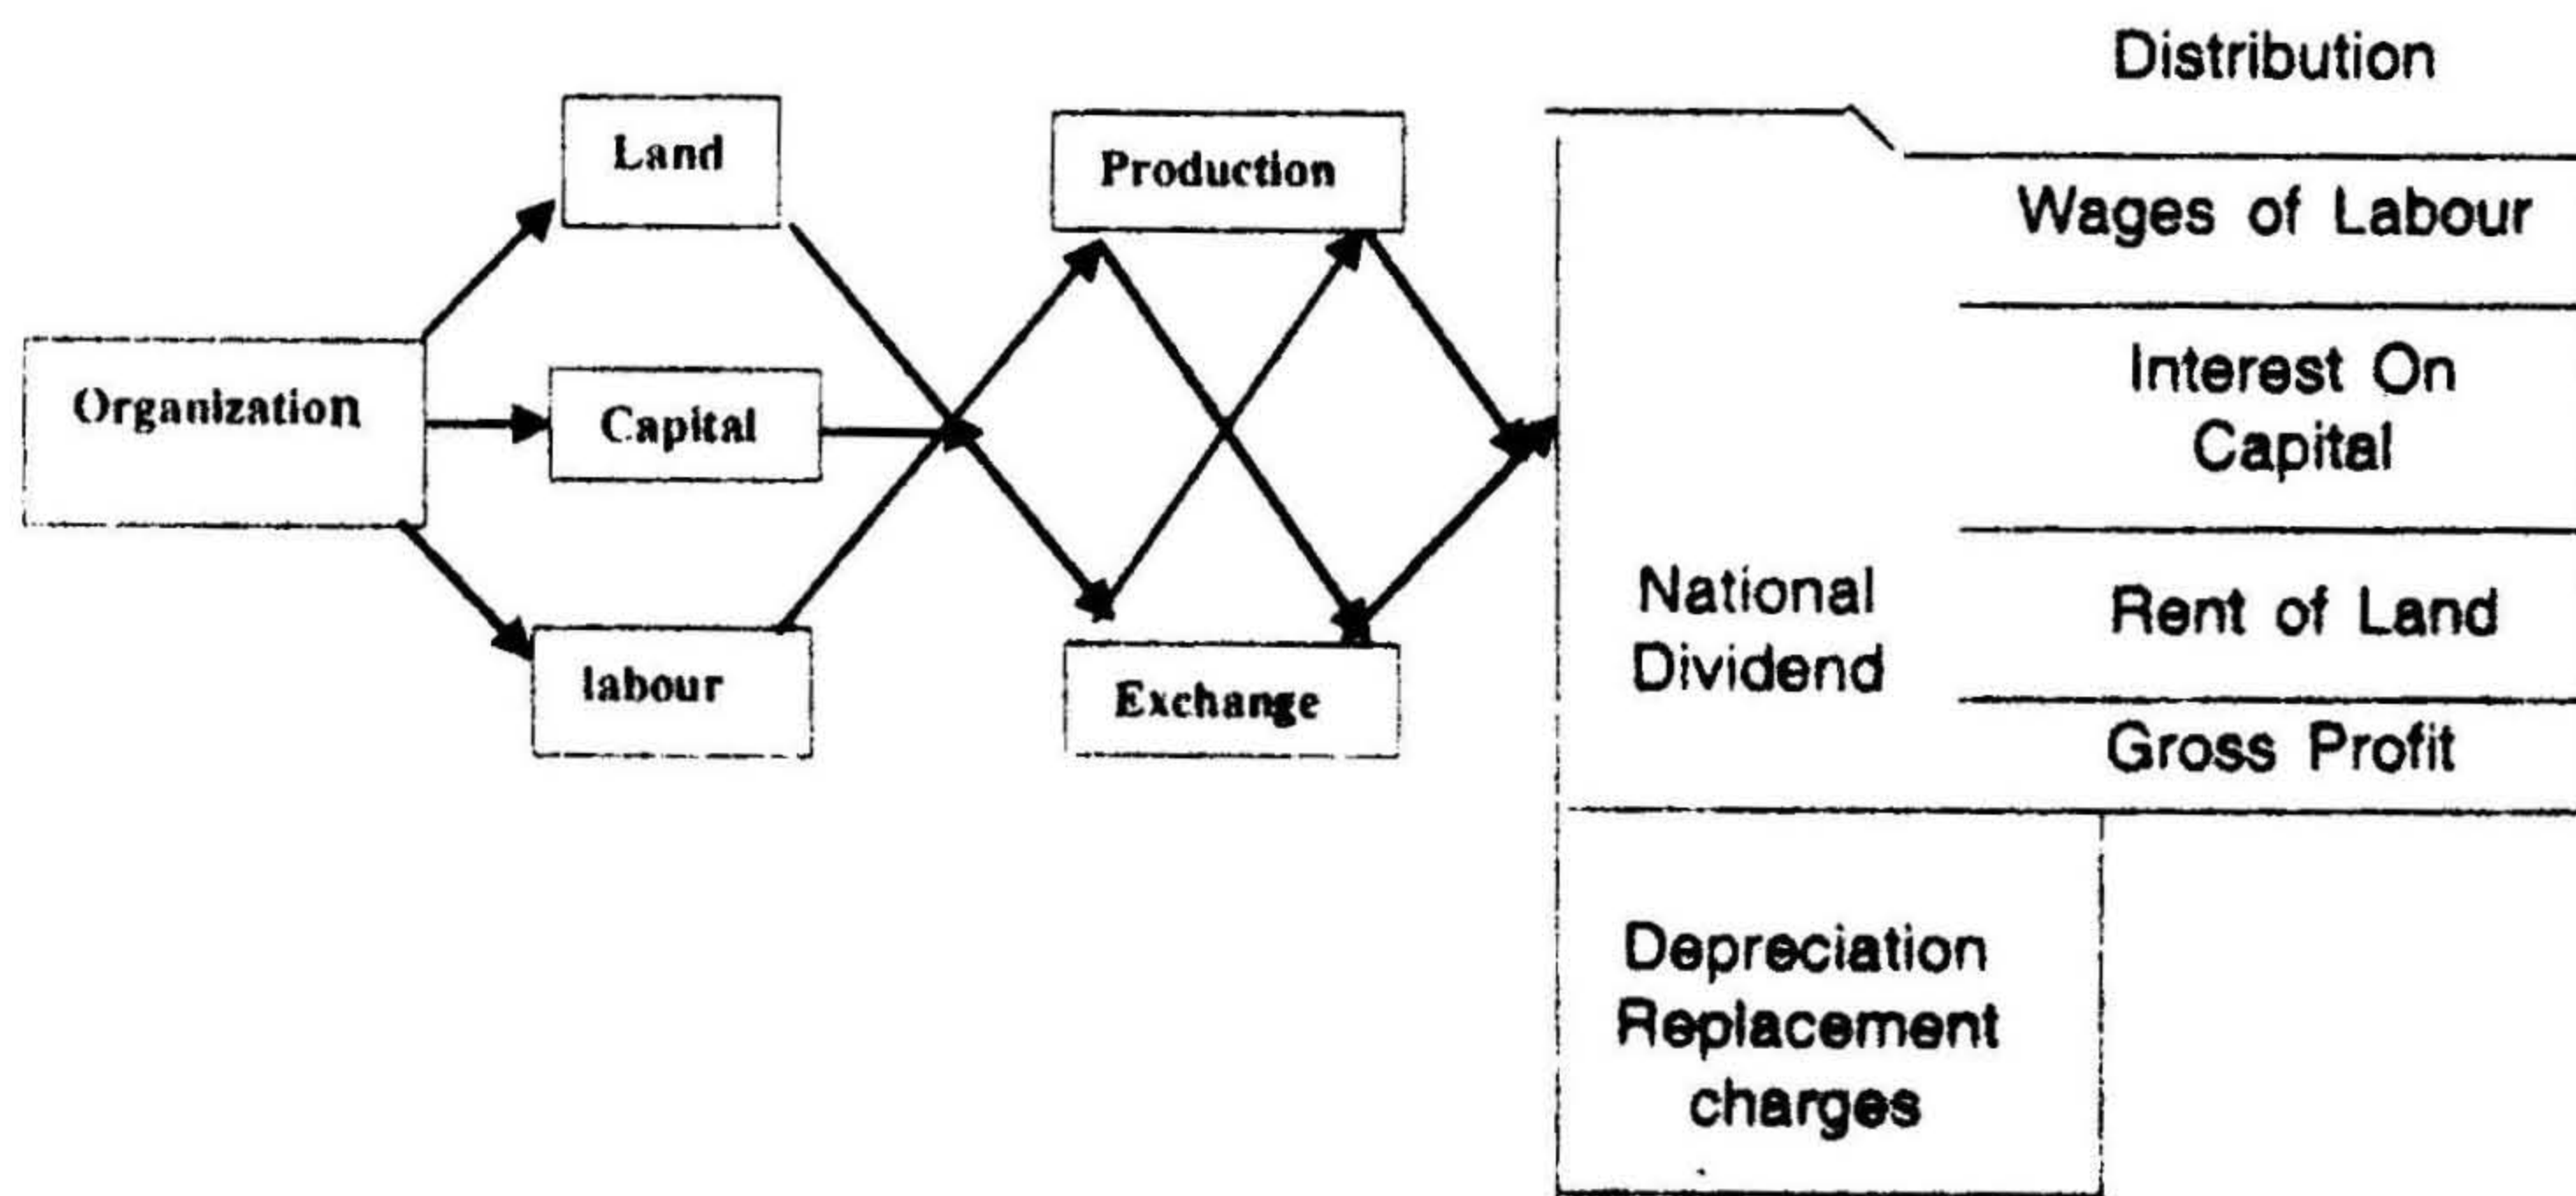 Distribution
Land
Production
Wages of Labour
Organization
Capital
Interest On
Capital
labour
Exchange
National
Dividend
Rent of Land
Gross Profit
Depreciation
Replacement
charges